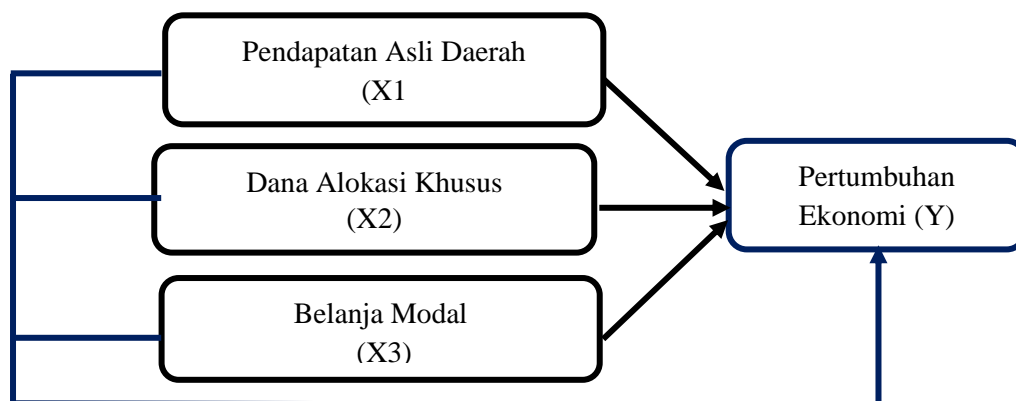 Pendapatan Asli Daerah
(X1
Dana Alokasi Khusus
(X2)
Belanja Modal
(X3)
Pertumbuhan
Ekonomi (Y)